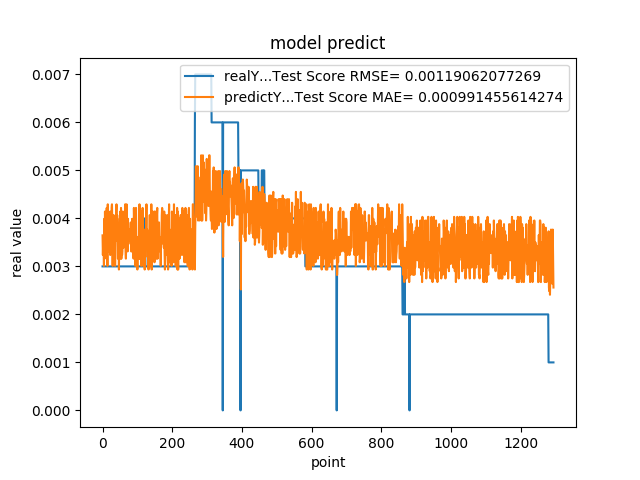 model predict
realY...Test Score RMSE= 0.00119062077269
predictY...Test Score MAE= 0.000991455614274
0.007
0.006
0.005
0.004
0.003
0.002
0.001
0.000
real value
0 200 400 600 800 1000 1200
point